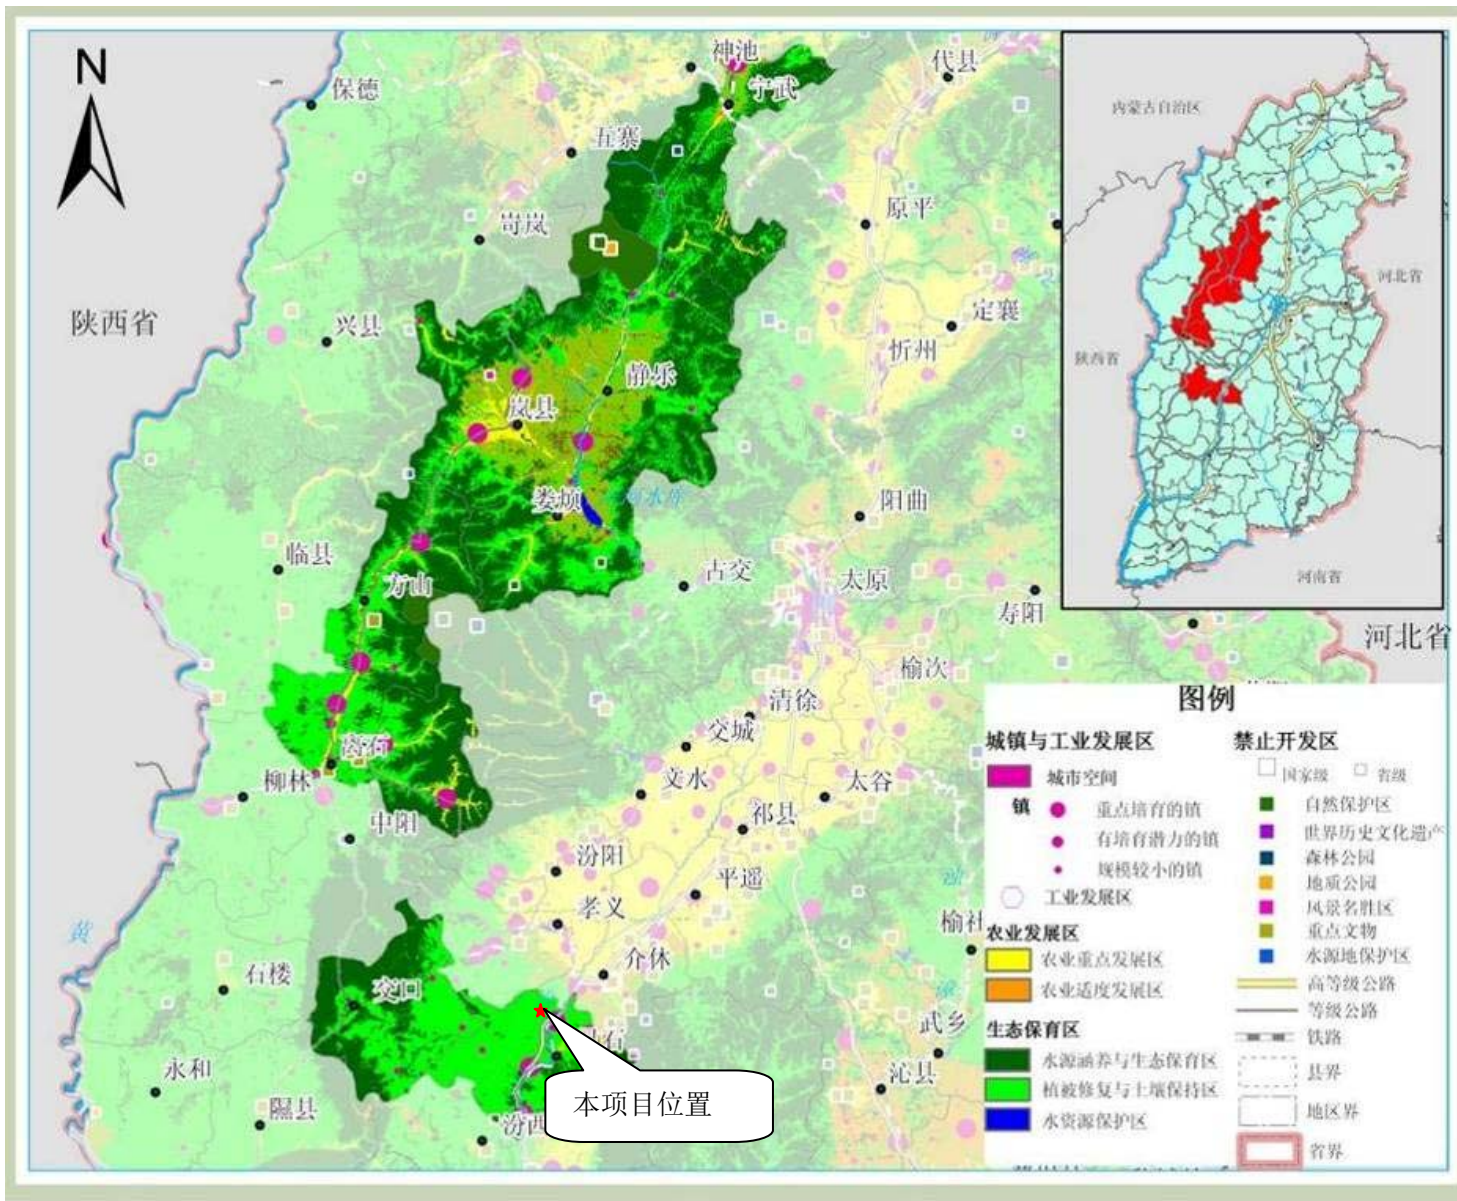 N
神池
宁武
代县
保德
五寨
原平
岢岚
定襄
忻州
陕西省
兴县
静乐
岚县
娄烦
阳曲
临县
古交
太原
方山
寿阳
榆次
河北省
清徐
交城
离石
柳林
文水
太谷
中阳
祁县
汾阳
平遥
孝义
榆社
黄
石楼
介休
交口
石
武乡
永和
沁县
隰县
汾西
本项目位置
内蒙古自治区
河北省
陕西省
河南省
图例
城镇与工业发展区
城市空间
镇
重点培育的镇
有培育潜力的镇
规模较小的镇
工业发展区
农业发展区
农业重点发展区
农业适度发展区
生态保育区
水源涵养与生态保育区
植被修复与土壤保持区
水资源保护区
禁止开发区
国家级 省级
自然保护区
世界历史文化遗产
森林公园
地质公园
风景名胜区
重点文物
水源地保护区
高等级公路
等级公路
铁路
县界
地区界
省界